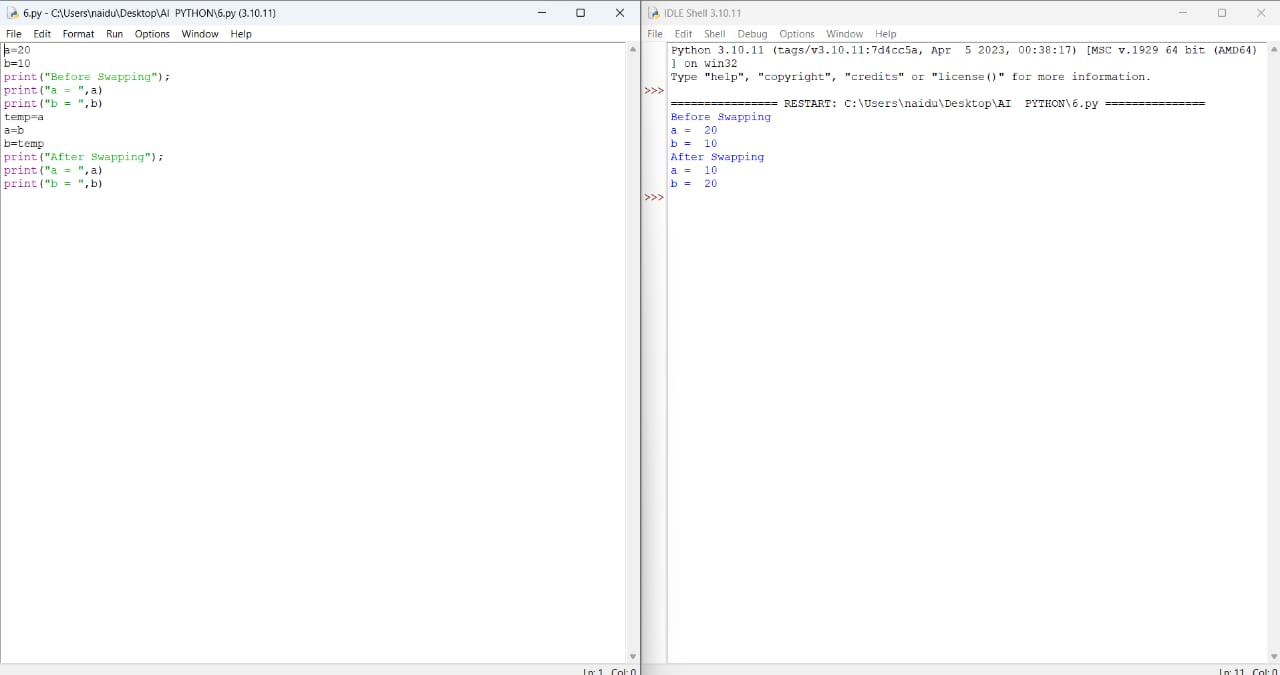 6.py - C:\Users\naidu\Desktop\AI  PYTHON\6.py (3.10.11)
File Edit Format Run Options Window Help
a=20
b=10
print("Before Swapping");
print("a = ",a)
print("b = ",b)
temp=a
a=b
b=temp
print("After Swapping");
print("a = ",a)
print("b = ",b)
Ln: 1 Col: 0
IDLE Shell 3.10.11
File Edit Shell Debug Options Window Help
Python 3.10.11 (tags/v3.10.11:7d4cc5a, Apr  5 2023, 00:38:17) [MSC v.1929 64 bit (AMD64)
] on win32
Type "help", "copyright", "credits" or "license()" for more information.
>>>
================ RESTART: C:\Users\naidu\Desktop\AI  PYTHON\6.py ===============
Before Swapping
a =  20
b =  10
After Swapping
a =  10
b =  20
>>>
Ln: 11 Col: 0